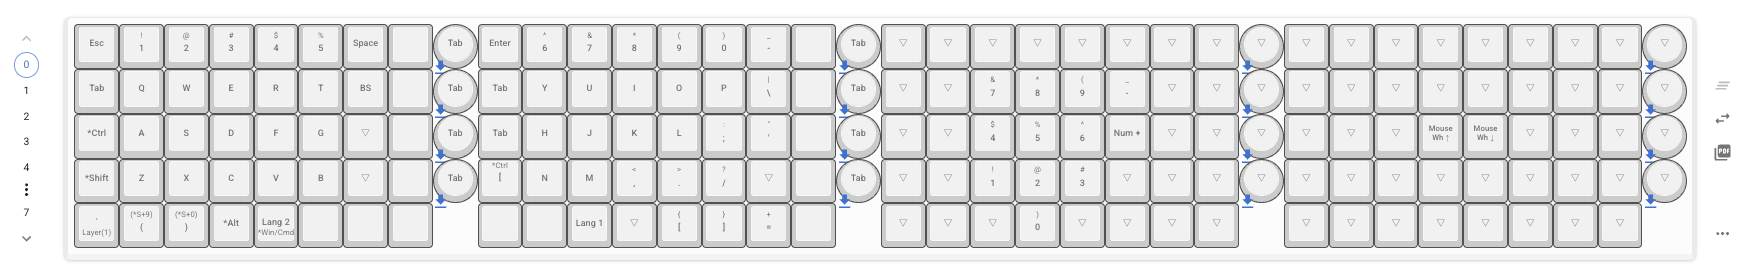 Esc ! 1 @ 2 # 3 $ 4 % 5 Space Tab Enter ^ 6 & 7 * 8 ( 9 ) 0 _ - Tab ▽ ▽ ▽ ▽ ▽ ▽ ▽ ▽ ▽ ▽ ▽ ▽ ▽ ▽ ▽ ▽ ▽ ▽
0
Tab Q W E R T BS Tab Tab Y U I O P | \ Tab ▽ ▽ & 7 * 8 ( 9 _ - ▽ ▽ ▽ ▽ ▽ ▽ ▽ ▽ ▽ ▽ ▽ ▽
1
2
*Ctrl A S D F G ▽ Tab Tab H J K L : ; " ' Tab ▽ ▽ $ 4 % 5 ^ 6 Num + ▽ ▽ ▽ ▽ ▽ ▽ Mouse Wh ↑ Mouse Wh ↓ ▽ ▽ ▽ ▽
3
PDF
4
*Shift Z X C V B ▽ Tab *Ctrl [ N M < , > . ? / ▽ Tab ▽ ▽ ! 1 @ 2 # 3 ▽ ▽ ▽ ▽ ▽ ▽ ▽ ▽ ▽ ▽ ▽ ▽ ▽
7
Layer(1) (*S+9) ( (*S+0) ) *Alt Lang 2 *Win/Cmd Lang 1 ▽ { [ } ] + = ▽ ▽ ▽ ) 0 ▽ ▽ ▽ ▽ ▽ ▽ ▽ ▽ ▽ ▽ ▽ ▽